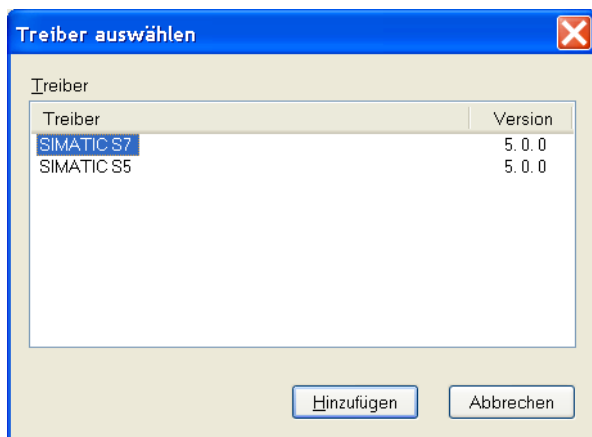 Treiber auswählen
Treiber
Treiber Version
SIMATIC S7 5. 0. 0
SIMATIC S5 5. 0. 0
Hinzufügen Abbrechen